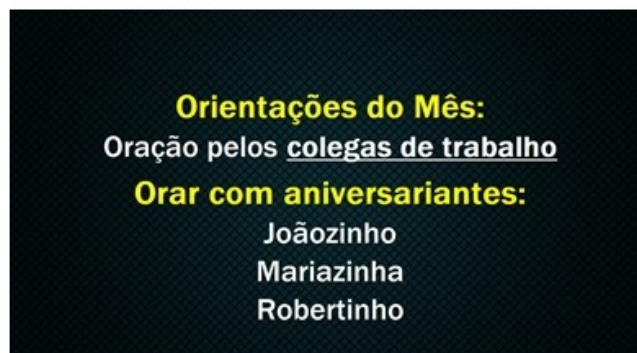 Orientações do Mês:
Oração pelos colegas de trabalho
Orar com aniversariantes:
Joãozinho
Mariazinha
Robertinho